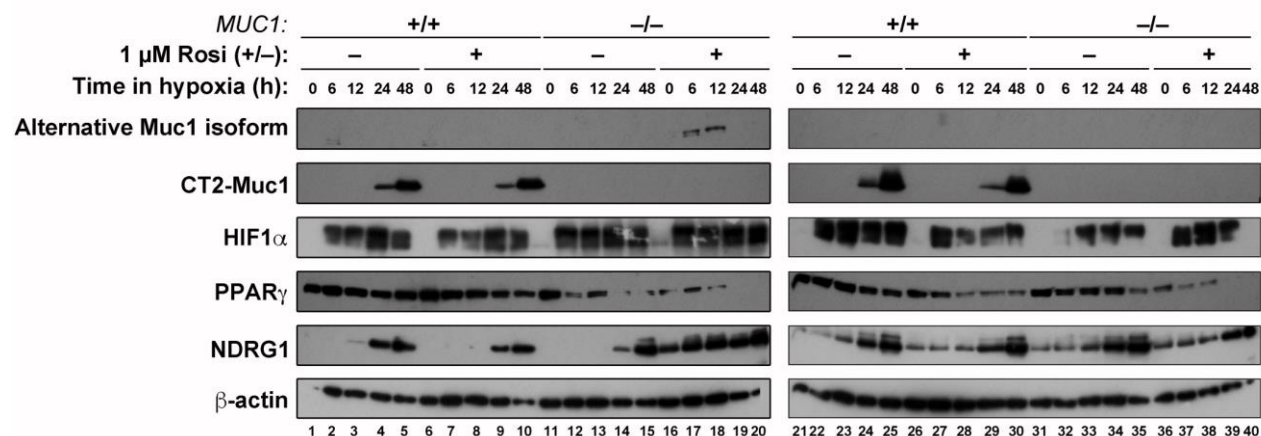 MUC1: +/+ –/– +/+ –/–
1 µM Rosi (+/–): – + – + – + – +
Time in hypoxia (h): 0 6 12 24 48 0 6 12 24 48 0 6 12 24 48 0 6 12 24 48 0 6 12 24 48 0 6 12 24 48 0 6 12 24 48 0 6 12 24 48
Alternative Muc1 isoform
CT2-Muc1
HIF1α
PPARγ
NDRG1
β-actin
1 2 3 4 5 6 7 8 9 10 11 12 13 14 15 16 17 18 19 20 21 22 23 24 25 26 27 28 29 30 31 32 33 34 35 36 37 38 39 40